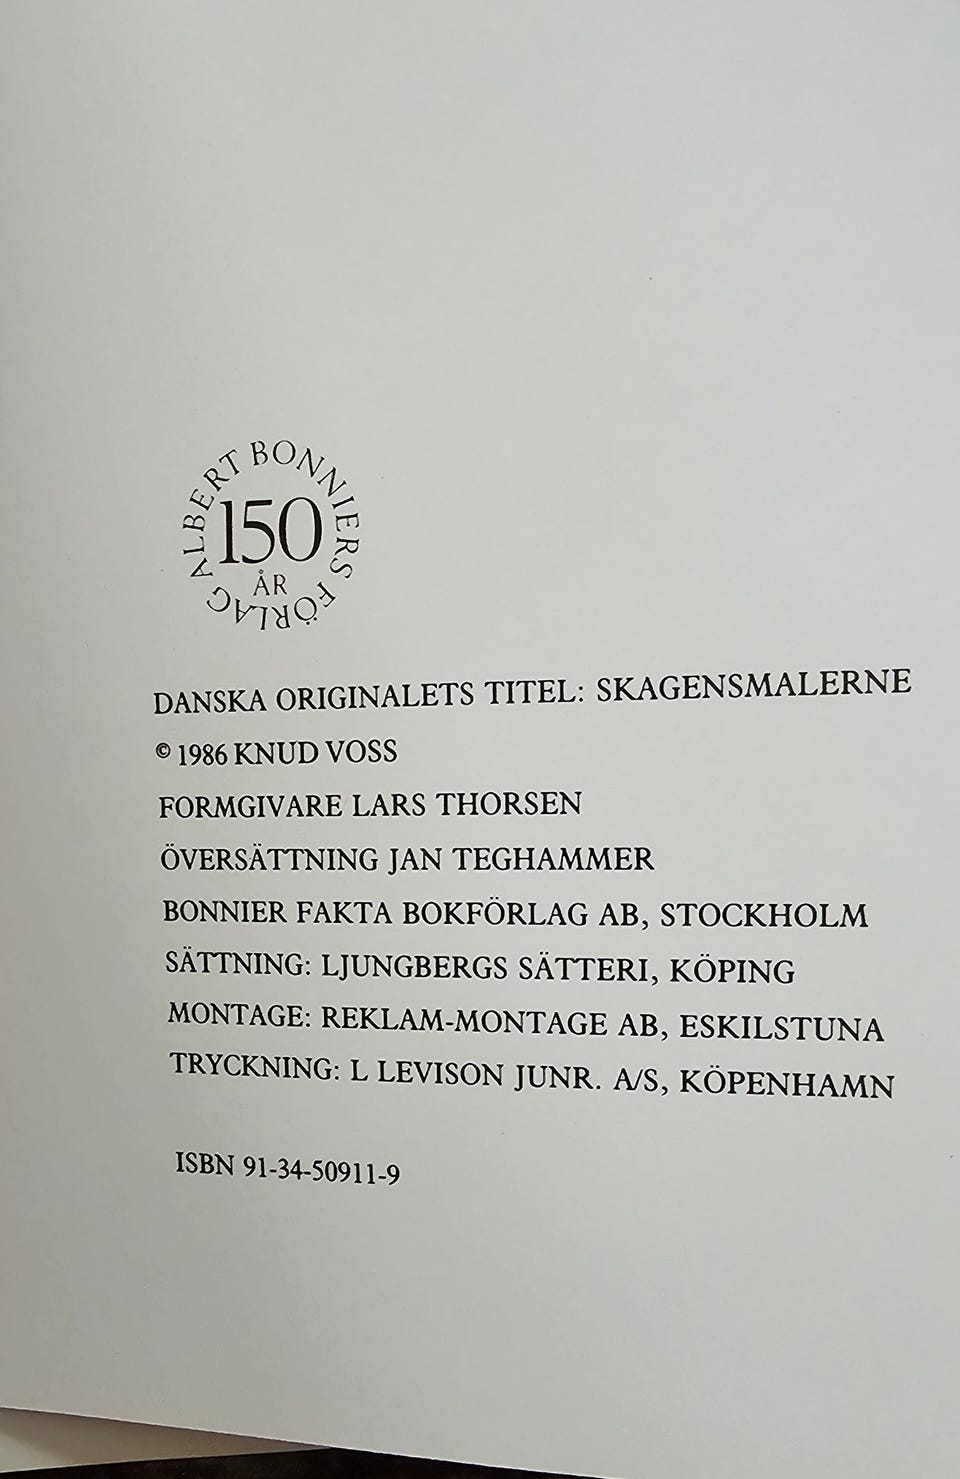 ALBERT BONNIERS FÖRLAG
150
ÅR
DANSKA ORIGINALETS TITEL: SKAGENSMALERNE
© 1986 KNUD VOSS
FORMGIVARE LARS THORSEN
ÖVERSÄTTNING JAN TEGHAMMER
BONNIER FAKTA BOKFÖRLAG AB, STOCKHOLM
SÄTTNING: LJUNGBERGS SÄTTERI, KÖPING
MONTAGE: REKLAM-MONTAGE AB, ESKILSTUNA
TRYCKNING: L LEVISON JUNR. A/S, KÖPENHAMN
ISBN 91-34-50911-9